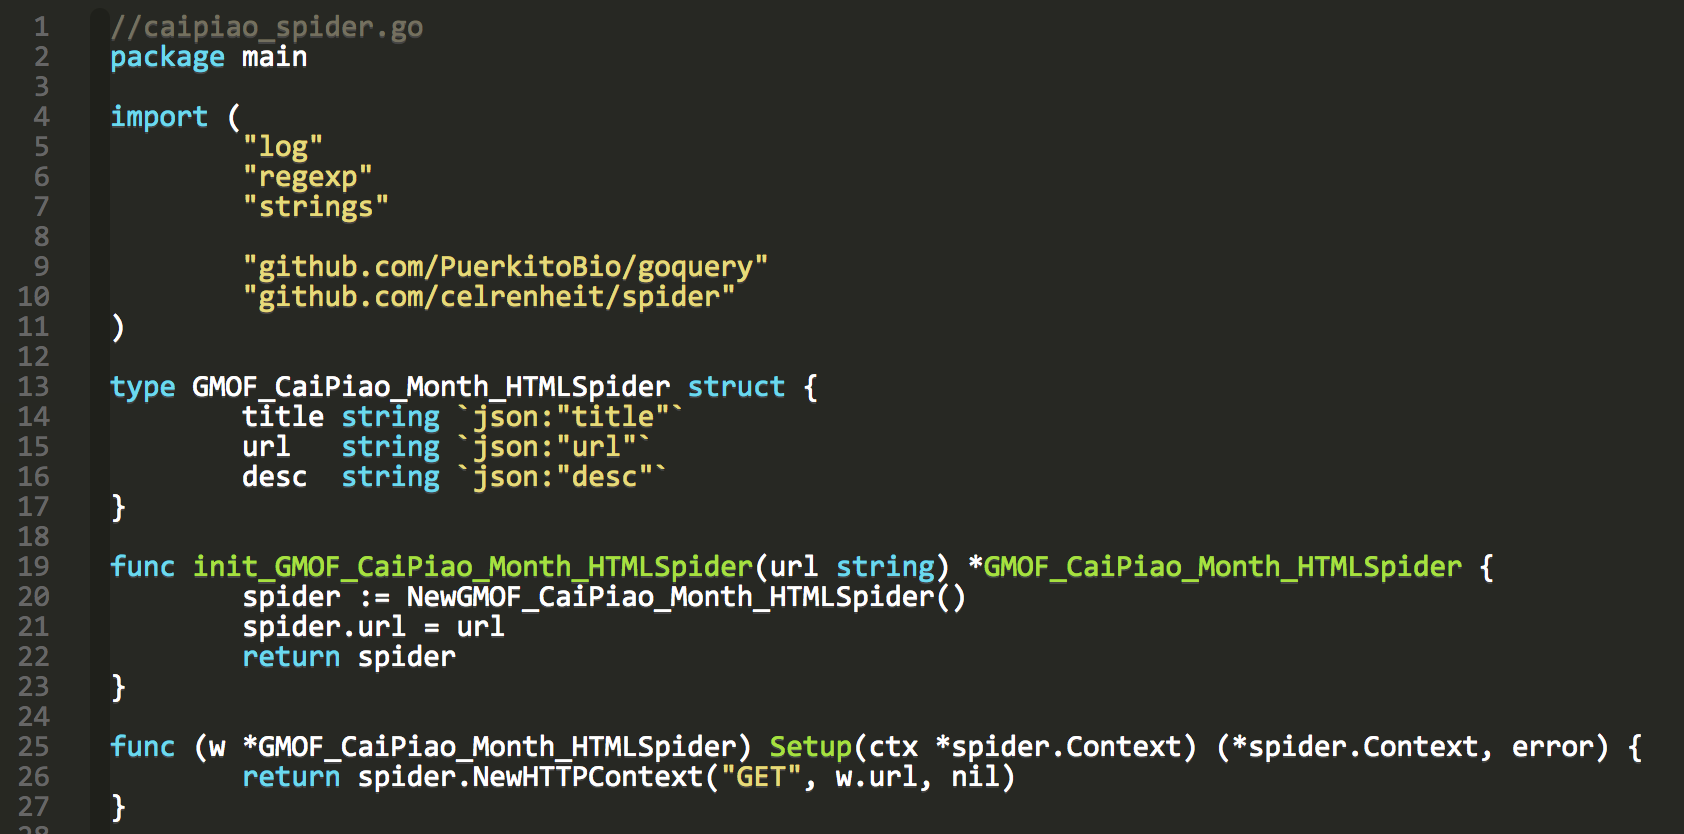 1 //caipiao_spider.go
2 package main
3
4 import (
5 "log"
6 "regexp"
7 "strings"
8
9 "github.com/PuerkitoBio/goquery"
10 "github.com/celrenheit/spider"
11 )
12
13 type GMOF_CaiPiao_Month_HTMLSpider struct {
14 title string `json:"title"`
15 url string `json:"url"`
16 desc string `json:"desc"`
17 }
18
19 func init_GMOF_CaiPiao_Month_HTMLSpider(url string) *GMOF_CaiPiao_Month_HTMLSpider {
20 spider := NewGMOF_CaiPiao_Month_HTMLSpider()
21 spider.url = url
22 return spider
23 }
24
25 func (w *GMOF_CaiPiao_Month_HTMLSpider) Setup(ctx *spider.Context) (*spider.Context, error) {
26 return spider.NewHTTPContext("GET", w.url, nil)
27 }
28